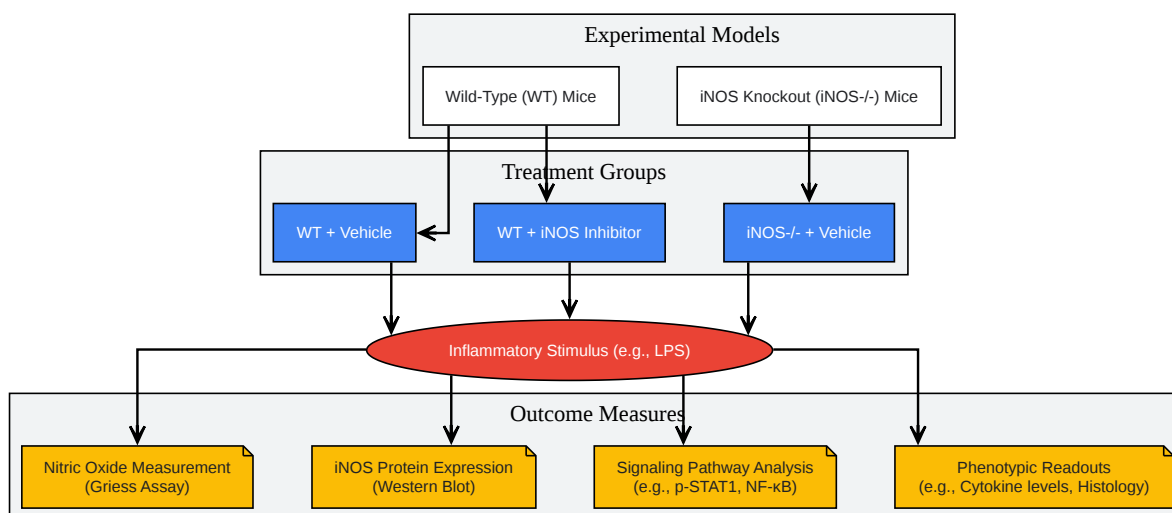 Experimental Models
Wild-Type (WT) Mice
iNOS Knockout (iNOS-/-) Mice
Treatment Groups
WT + Vehicle
WT + iNOS Inhibitor
iNOS-/- + Vehicle
Inflammatory Stimulus (e.g., LPS)
Outcome Measures
Nitric Oxide Measurement
(Griess Assay)
iNOS Protein Expression
(Western Blot)
Signaling Pathway Analysis
(e.g., p-STAT1, NF-κB)
Phenotypic Readouts
(e.g., Cytokine levels, Histology)